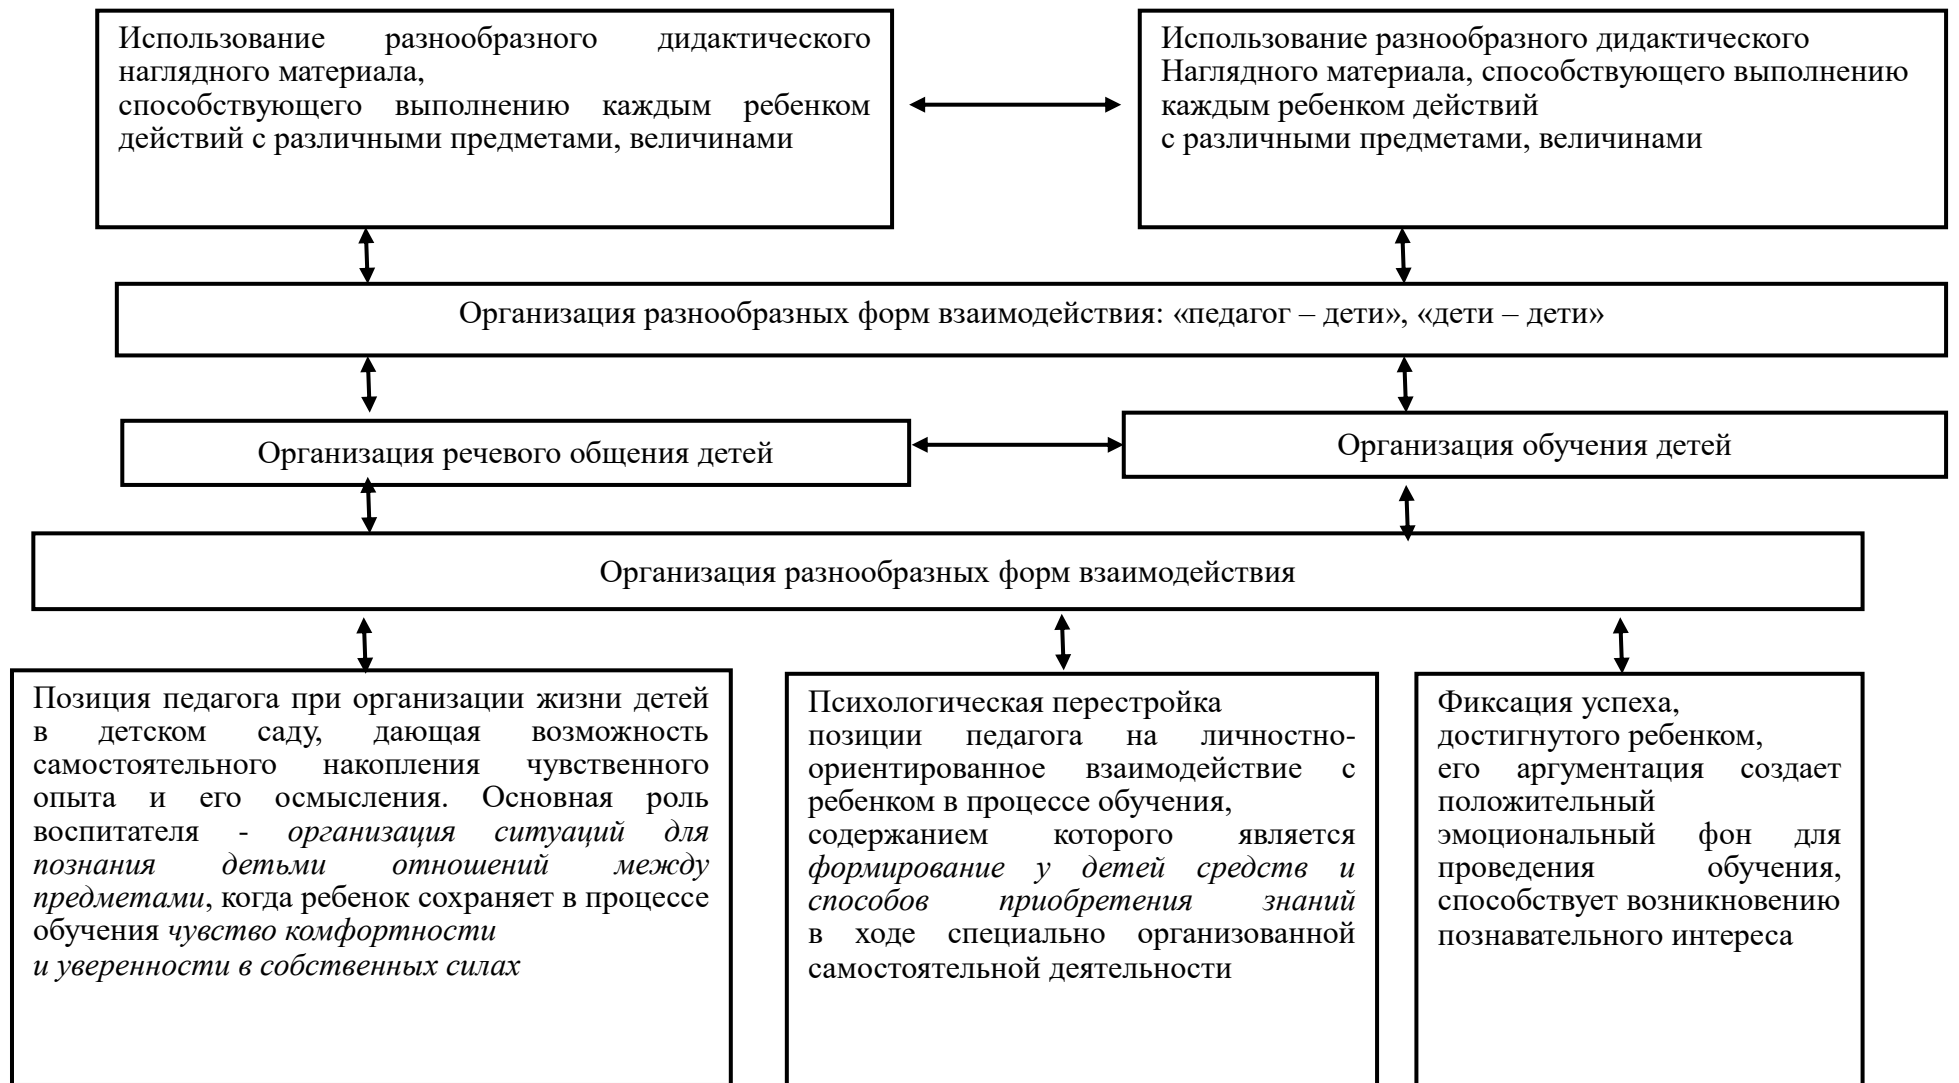 Использование разнообразного дидактического
наглядного материала,
способствующего выполнению каждым ребенком
действий с различными предметами, величинами
Использование разнообразного дидактического
Наглядного материала, способствующего выполнению
каждым ребенком действий
с различными предметами, величинами
Организация разнообразных форм взаимодействия: «педагог – дети», «дети – дети»
Организация речевого общения детей
Организация обучения детей
Организация разнообразных форм взаимодействия
Позиция педагога при организации жизни детей
в детском саду, дающая возможность
самостоятельного накопления чувственного
опыта и его осмысления. Основная роль
воспитателя - организация ситуаций для
познания детьми отношений между
предметами, когда ребенок сохраняет в процессе
обучения чувство комфортности
и уверенности в собственных силах
Психологическая перестройка
позиции педагога на личностно-
ориентированное взаимодействие с
ребенком в процессе обучения,
содержанием которого является
формирование у детей средств и
способов приобретения знаний
в ходе специально организованной
самостоятельной деятельности
Фиксация успеха,
достигнутого ребенком,
его аргументация создает
положительный
эмоциональный фон для
проведения обучения,
способствует возникновению
познавательного интереса